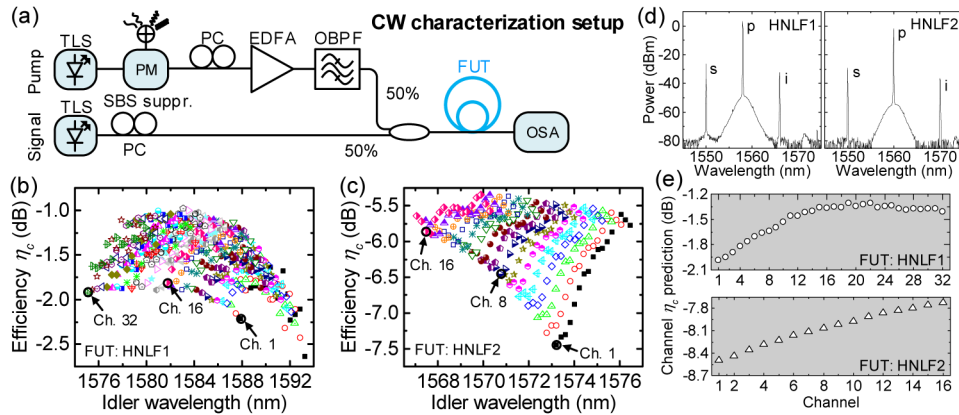 (a)
CW characterization setup
TLS
PC
EDFA
OBPF
Pump
PM
FUT
SBS suppr.
50%
TLS
Signal
PC
50%
OSA
(b)
Efficiency ηc (dB)
-1.0
-1.5
-2.0
-2.5
Ch. 32
Ch. 16
Ch. 1
FUT: HNLF1
1576 1580 1584 1588 1592
Idler wavelength (nm)
(c)
Efficiency ηc (dB)
-5.5
-6.0
-6.5
-7.0
-7.5
Ch. 16
Ch. 8
Ch. 1
FUT: HNLF2
1568 1570 1572 1574 1576
Idler wavelength (nm)
(d)
HNLF1
HNLF2
Power (dBm)
0
-20
-40
-60
-80
s
p
i
s
p
i
1550 1560 1570
1550 1560 1570
Wavelength (nm)
Wavelength (nm)
(e)
Channel ηc prediction (dB)
-1.2
-1.5
-1.8
-2.1
FUT: HNLF1
1 4 8 12 16 20 24 28 32
-7.8
-8.1
-8.4
-8.7
FUT: HNLF2
1 2 4 6 8 10 12 14 16
Channel